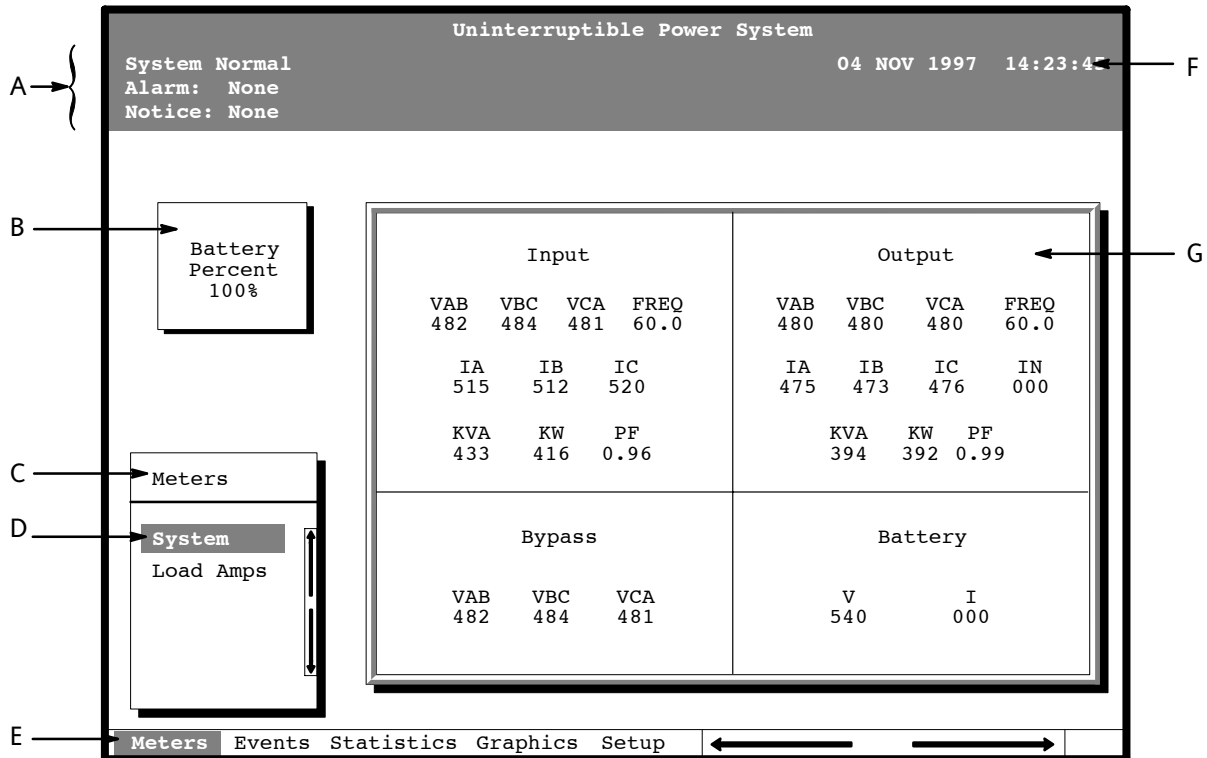 Uninterruptible Power System
System Normal 04 NOV 1997 14:23:45
Alarm: None
Notice: None
A
F
B
Battery
Percent
100%
Input
VAB VBC VCA FREQ
482 484 481 60.0
IA IB IC
515 512 520
KVA KW PF
433 416 0.96
Output
VAB VBC VCA FREQ
480 480 480 60.0
IA IB IC IN
475 473 476 000
KVA KW PF
394 392 0.99
G
C
Meters
D
System
Load Amps
Bypass
VAB VBC VCA
482 484 481
Battery
V I
540 000
E
Meters Events Statistics Graphics Setup